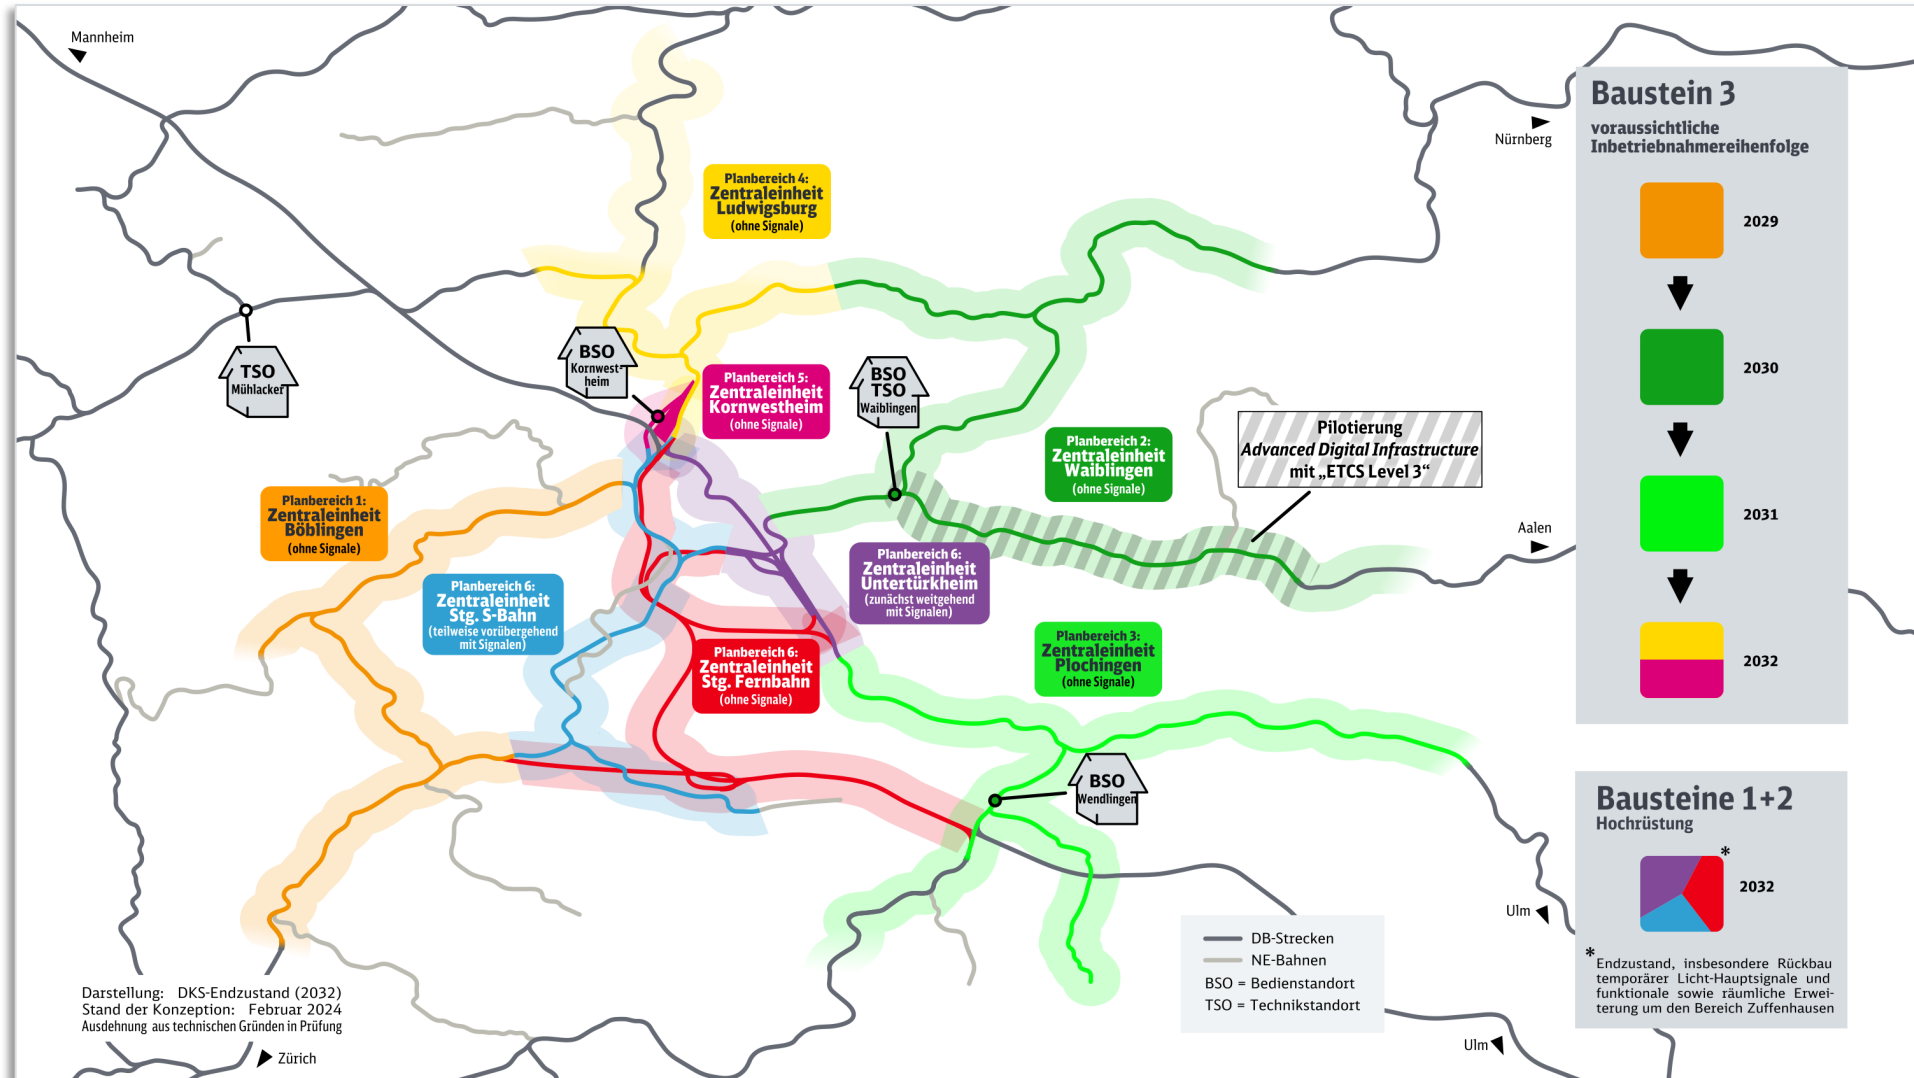 Mannheim
Nürnberg
Planbereich 4:
Zentraleinheit
Ludwigsburg
(ohne Signale)
BSO
Kornwest-
heim
TSO
Mühlacker
Planbereich 5:
Zentraleinheit
Kornwestheim
(ohne Signale)
BSO
TSO
Waiblingen
Planbereich 2:
Zentraleinheit
Waiblingen
(ohne Signale)
Pilotierung
Advanced Digital Infrastructure
mit „ETCS Level 3“
Aalen
Planbereich 1:
Zentraleinheit
Böblingen
(ohne Signale)
Planbereich 6:
Zentraleinheit
Stg. S-Bahn
(teilweise vorübergehend
mit Signalen)
Planbereich 6:
Zentraleinheit
Untertürkheim
(zunächst weitgehend
mit Signalen)
Planbereich 6:
Zentraleinheit
Stg. Fernbahn
(ohne Signale)
Planbereich 3:
Zentraleinheit
Plochingen
(ohne Signale)
BSO
Wendlingen
Ulm
Ulm
Zürich
Darstellung: DKS-Endzustand (2032)
Stand der Konzeption: Februar 2024
Ausdehnung aus technischen Gründen in Prüfung
DB-Strecken
NE-Bahnen
BSO = Bedienstandort
TSO = Technikstandort
Baustein 3
voraussichtliche
Inbetriebnahmereihenfolge
2029
2030
2031
2032
Bausteine 1+2
Hochrüstung
*
2032
* Endzustand, insbesondere Rückbau
temporärer Licht-Hauptsignale und
funktionale sowie räumliche Erwei-
terung um den Bereich Zuffenhausen